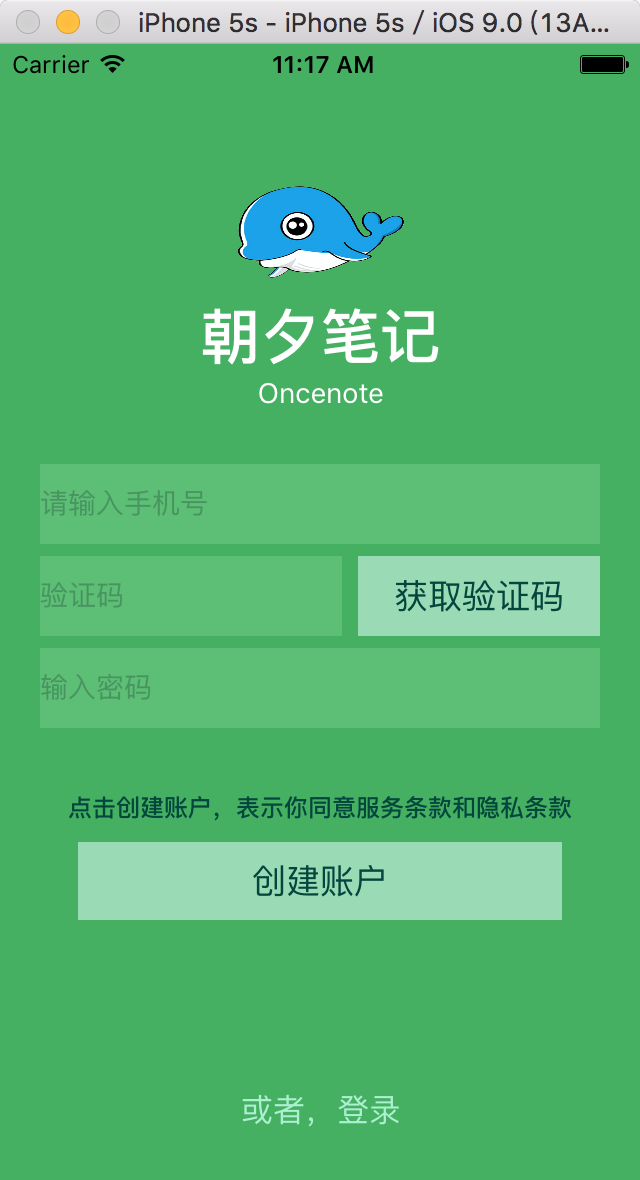 iPhone 5s - iPhone 5s / iOS 9.0 (13A...
Carrier 11:17 AM
朝夕笔记
Oncenote
请输入手机号
验证码 获取验证码
输入密码
点击创建账户，表示你同意服务条款和隐私条款
创建账户
或者，登录